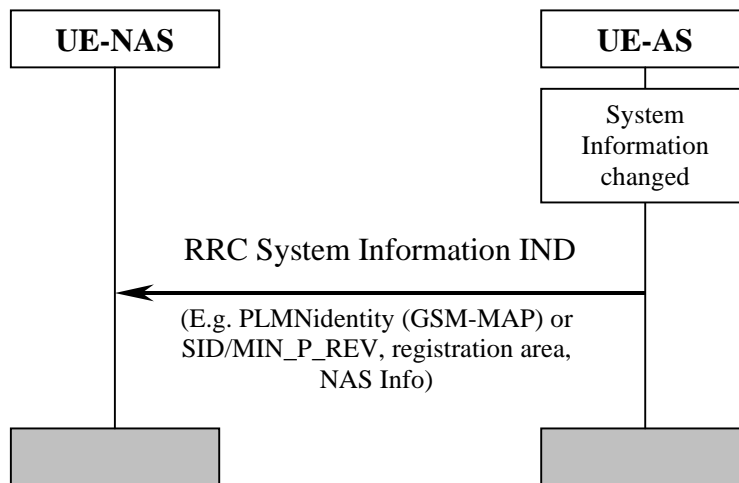 UE-NAS
UE-AS
System
Information
changed
RRC System Information IND
(E.g. PLMNidentity (GSM-MAP) or
SID/MIN_P_REV, registration area,
NAS Info)